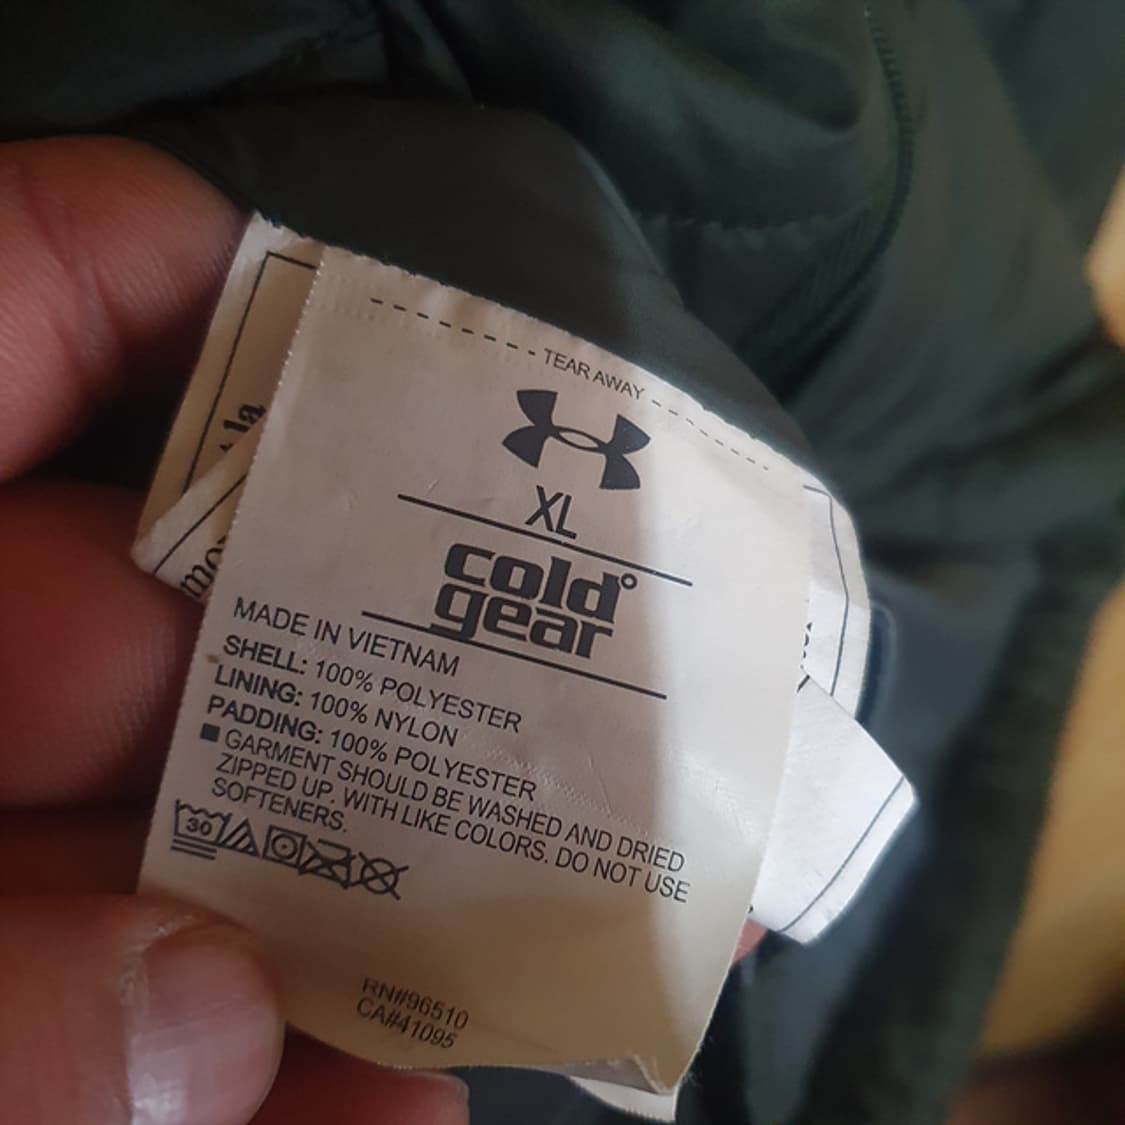 TEAR AWAY
XL
cold°
gear
MADE IN VIETNAM
SHELL: 100% POLYESTER
LINING: 100% NYLON
PADDING: 100% POLYESTER
■ GARMENT SHOULD BE WASHED AND DRIED
ZIPPED UP. WITH LIKE COLORS. DO NOT USE
SOFTENERS.
30
RN#96510
CA#41095